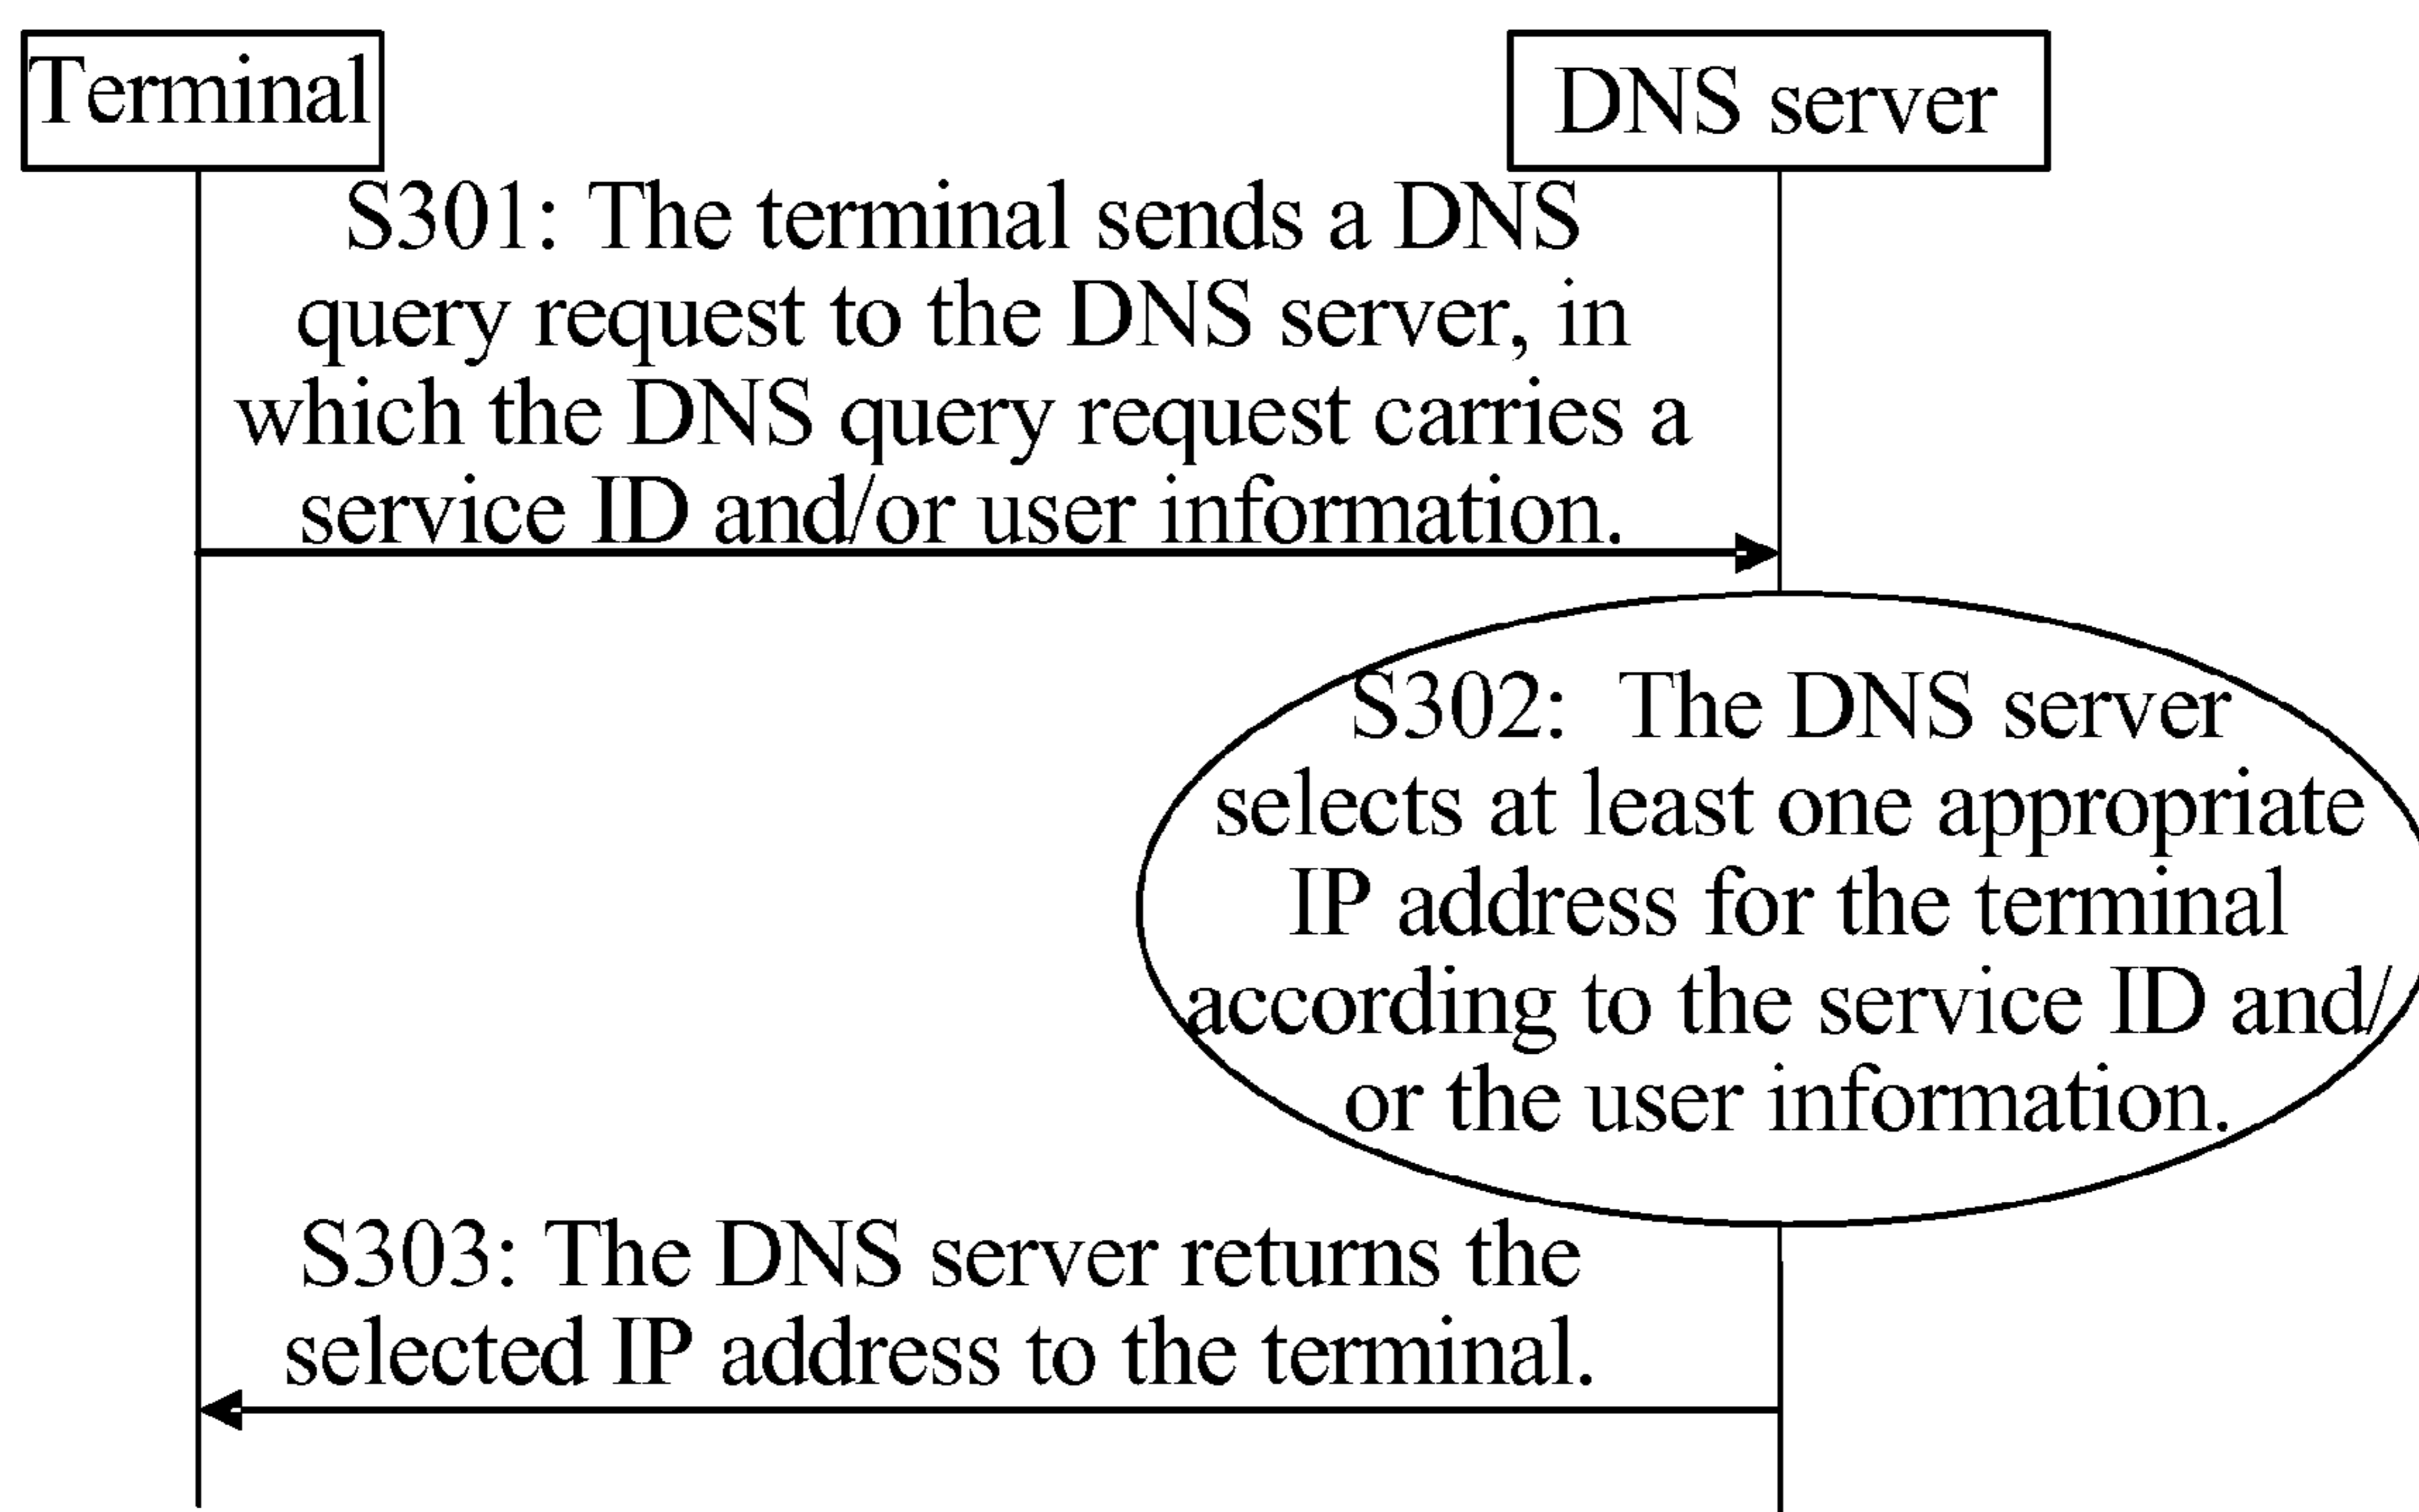 Terminal
DNS server
S301: The terminal sends a DNS
query request to the DNS server, in
which the DNS query request carries a
service ID and/or user information.
S302: The DNS server
selects at least one appropriate
IP address for the terminal
according to the service ID and/
or the user information.
S303: The DNS server returns the
selected IP address to the terminal.